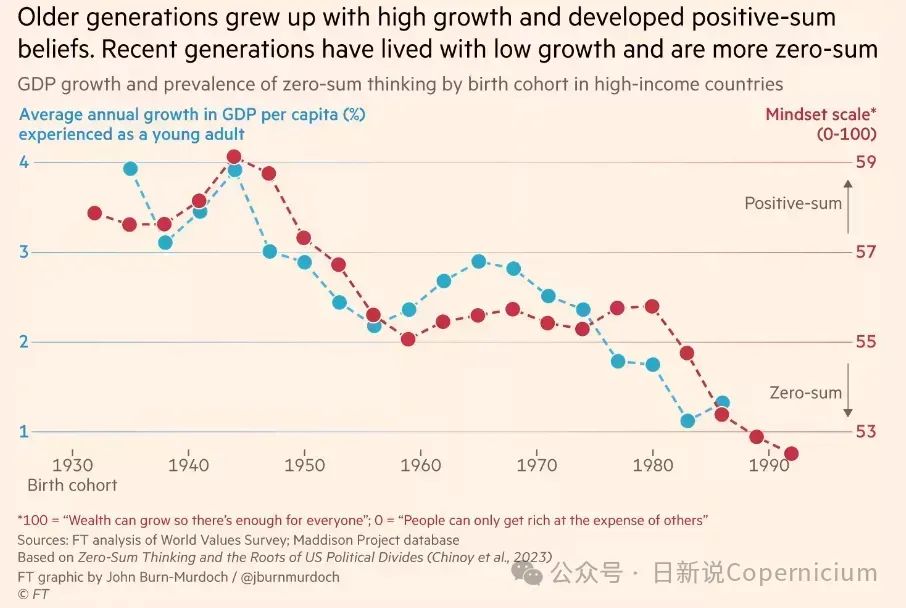 Older generations grew up with high growth and developed positive-sum
beliefs. Recent generations have lived with low growth and are more zero-sum
GDP growth and prevalence of zero-sum thinking by birth cohort in high-income countries
Average annual growth in GDP per capita (%)
experienced as a young adult
Mindset scale*
(0-100)
4
59
Positive-sum
3
57
2
55
Zero-sum
1
53
1930
1940
1950
1960
1970
1980
1990
Birth cohort
*100 = “Wealth can grow so there’s enough for everyone”; 0 = “People can only get rich at the expense of others”
Sources: FT analysis of World Values Survey; Maddison Project database
Based on Zero-Sum Thinking and the Roots of US Political Divides (Chinoy et al., 2023)
FT graphic by John Burn-Murdoch / @jburnmurdoch
© FT
公众号 · 日新说Copernicium